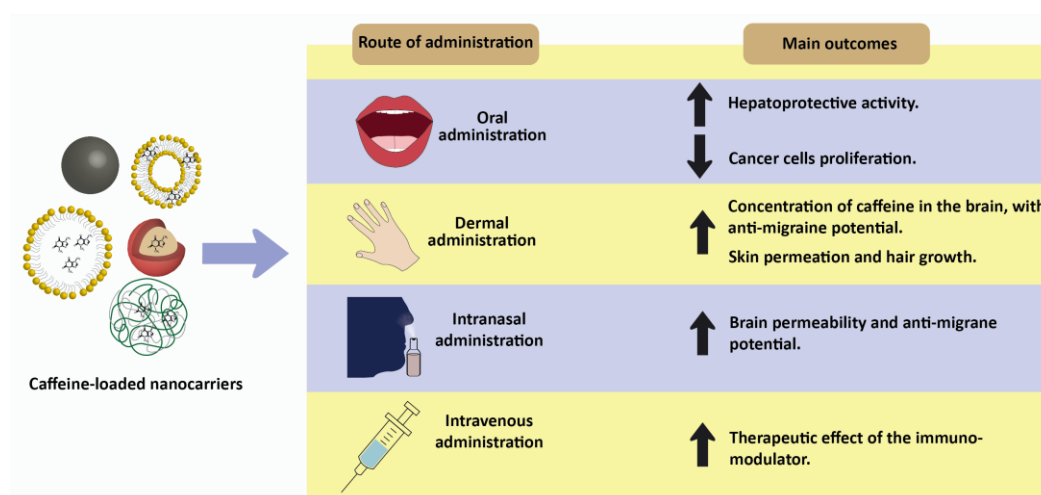 Route of administration
Main outcomes
Oral
administration
Hepatoprotective activity.
Cancer cells proliferation.
Dermal
administration
Concentration of caffeine in the brain, with
anti-migraine potential.
Skin permeation and hair growth.
Intranasal
administration
Brain permeability and anti-migrane
potential.
Intravenous
administration
Therapeutic effect of the immuno-
modulator.
Caffeine-loaded nanocarriers